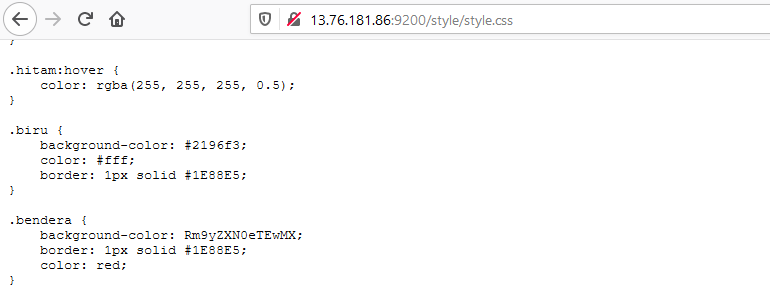 13.76.181.86:9200/style/style.css
}
.hitam:hover {
color: rgba(255, 255, 255, 0.5);
}
.biru {
background-color: #2196f3;
color: #fff;
border: 1px solid #1E88E5;
}
.bendera {
background-color: Rm9yZXN0eTEwMX;
border: 1px solid #1E88E5;
color: red;
}